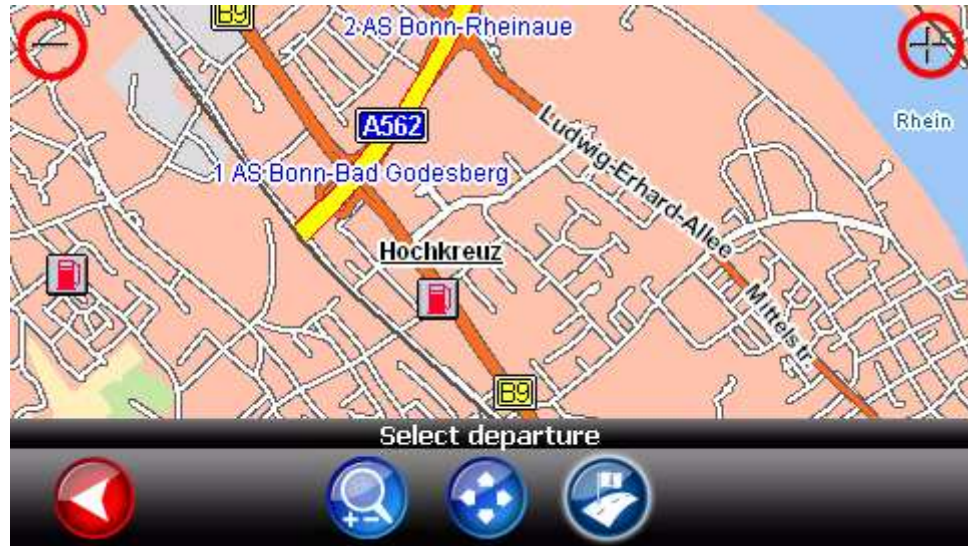 B9
2 AS Bonn-Rheinaue
A562
Rhein
Ludwig-Erhard-Allee
1 AS Bonn-Bad Godesberg
Hochkreuz
Mittelstr.
B9
Select departure